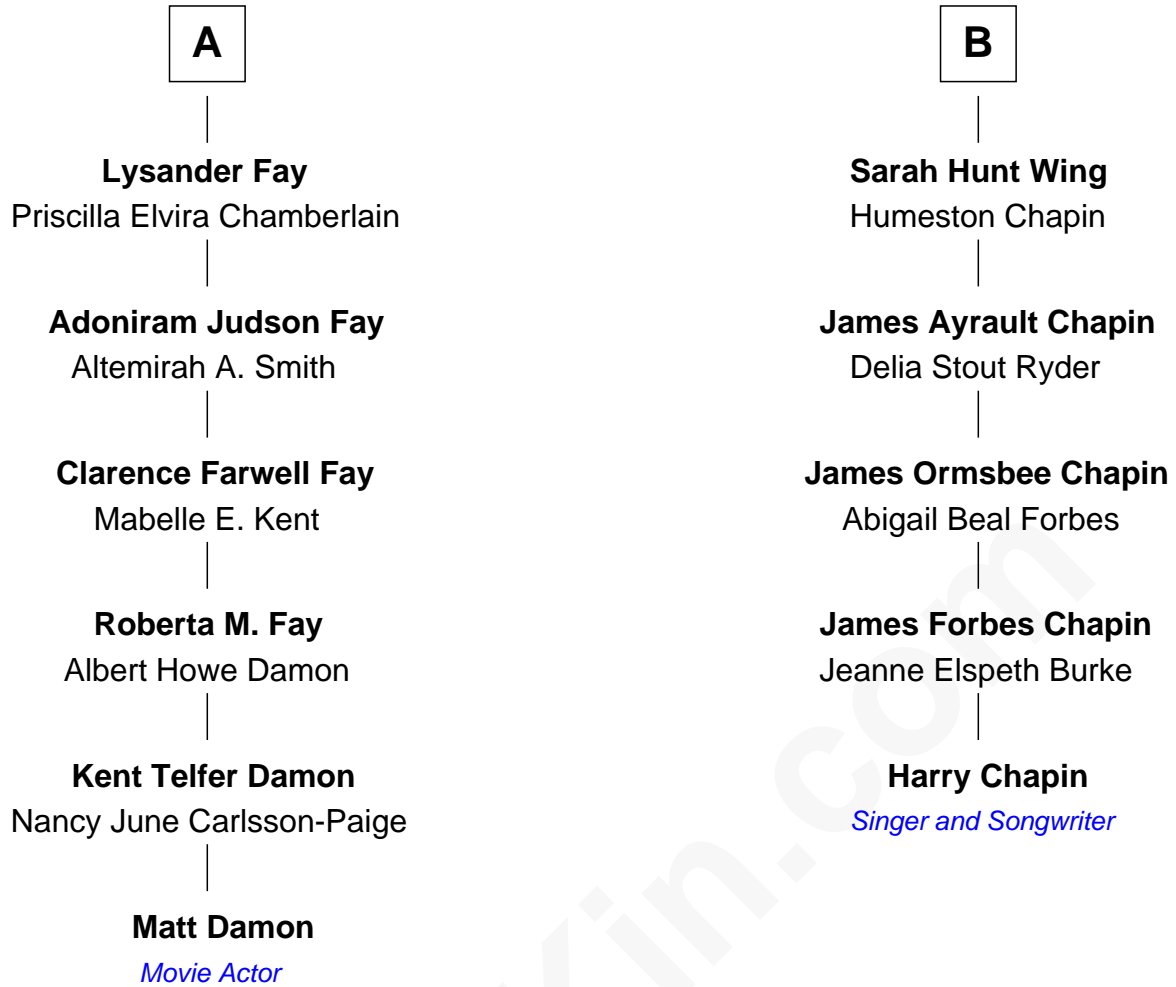 A
Lysander Fay
Priscilla Elvira Chamberlain
Adoniram Judson Fay
Altemirah A. Smith
Clarence Farwell Fay
Mabelle E. Kent
Roberta M. Fay
Albert Howe Damon
Kent Telfer Damon
Nancy June Carlsson-Paige
Matt Damon
Movie Actor
B
Sarah Hunt Wing
Humeston Chapin
James Ayrault Chapin
Delia Stout Ryder
James Ormsbee Chapin
Abigail Beal Forbes
James Forbes Chapin
Jeanne Elspeth Burke
Harry Chapin
Singer and Songwriter
Kin.com